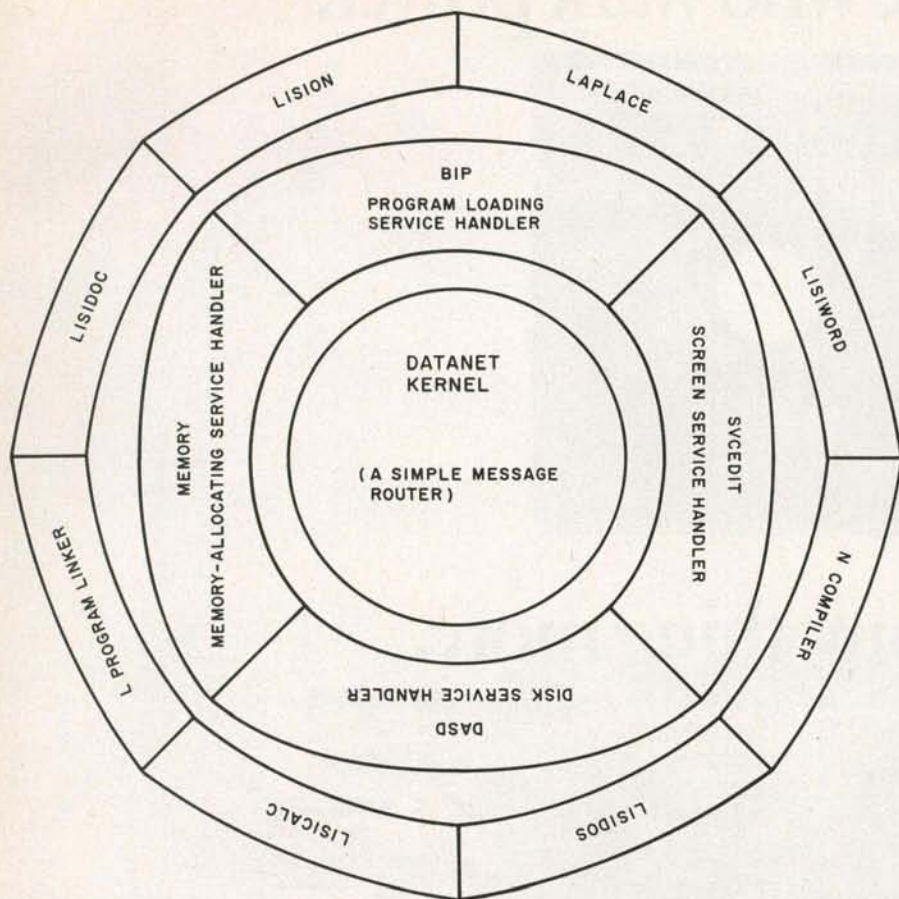 LISION
LAPLACE
LISIDOC
LISIWORD
BIP
PROGRAM LOADING
SERVICE HANDLER
MEMORY
MEMORY-ALLOCATING SERVICE HANDLER
DATANET
KERNEL
(A SIMPLE MESSAGE
ROUTER)
SVCEDIT
SCREEN SERVICE HANDLER
L PROGRAM LINKER
N COMPILER
DASD
DISK SERVICE HANDLER
LISICALC
LISIDOS